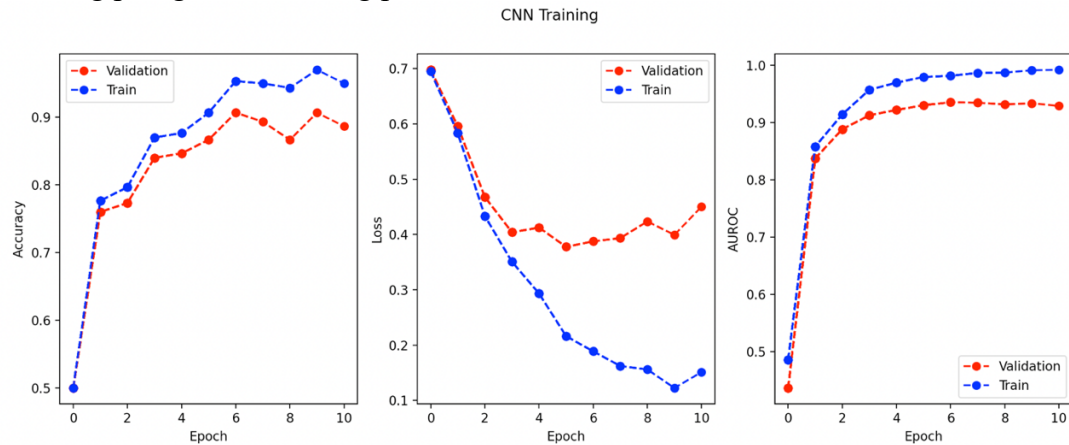 CNN Training
Accuracy
0.9
0.8
0.7
0.6
0.5
0 2 4 6 8 10
Epoch
Validation
Train
Loss
0.7
0.6
0.5
0.4
0.3
0.2
0.1
0 2 4 6 8 10
Epoch
Validation
Train
AUROC
1.0
0.9
0.8
0.7
0.6
0.5
0 2 4 6 8 10
Epoch
Validation
Train